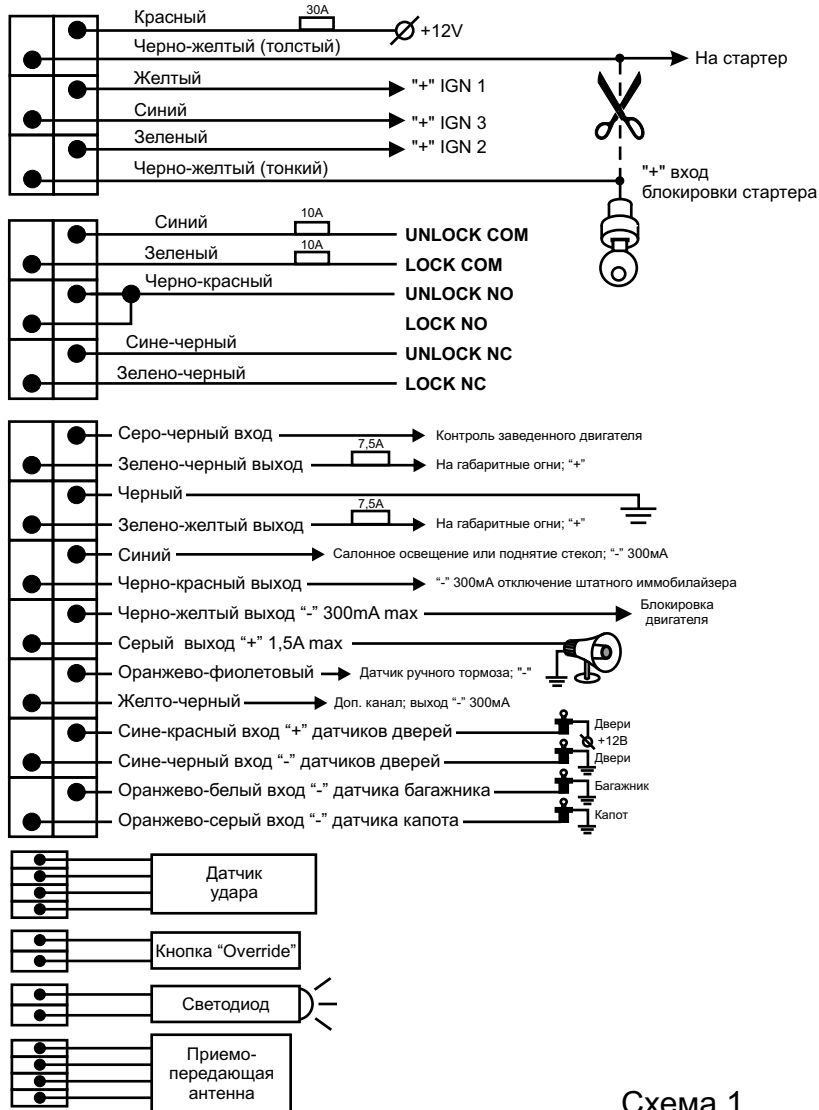 Красный
30А
+12V
Черно-желтый (толстый)
На стартер
Желтый
"+" IGN 1
Синий
"+" IGN 3
Зеленый
"+" IGN 2
Черно-желтый (тонкий)
"+" вход
блокировки стартера
Синий
10А
UNLOCK COM
Зеленый
10А
LOCK COM
Черно-красный
UNLOCK NO
LOCK NO
Сине-черный
UNLOCK NC
Зелено-черный
LOCK NC
Серо-черный вход
Контроль заведенного двигателя
Зелено-черный выход
7,5А
На габаритные огни; “+”
Черный
Зелено-желтый выход
7,5А
На габаритные огни; “+”
Синий
Салонное освещение или поднятие стекол; “-” 300мА
Черно-красный выход
“-” 300мА отключение штатного иммобилайзера
Черно-желтый выход “-” 300mA max
Блокировка
двигателя
Серый выход “+” 1,5A max
Оранжево-фиолетовый
Датчик ручного тормоза; "-"
Желто-черный
Доп. канал; выход “-” 300мА
Сине-красный вход “+” датчиков дверей
Двери
+12В
Сине-черный вход “-” датчиков дверей
Двери
Оранжево-белый вход “-” датчика багажника
Багажник
Оранжево-серый вход “-” датчика капота
Капот
Датчик
удара
Кнопка “Override”
Светодиод
Приемо-
передающая
антенна
Схема 1